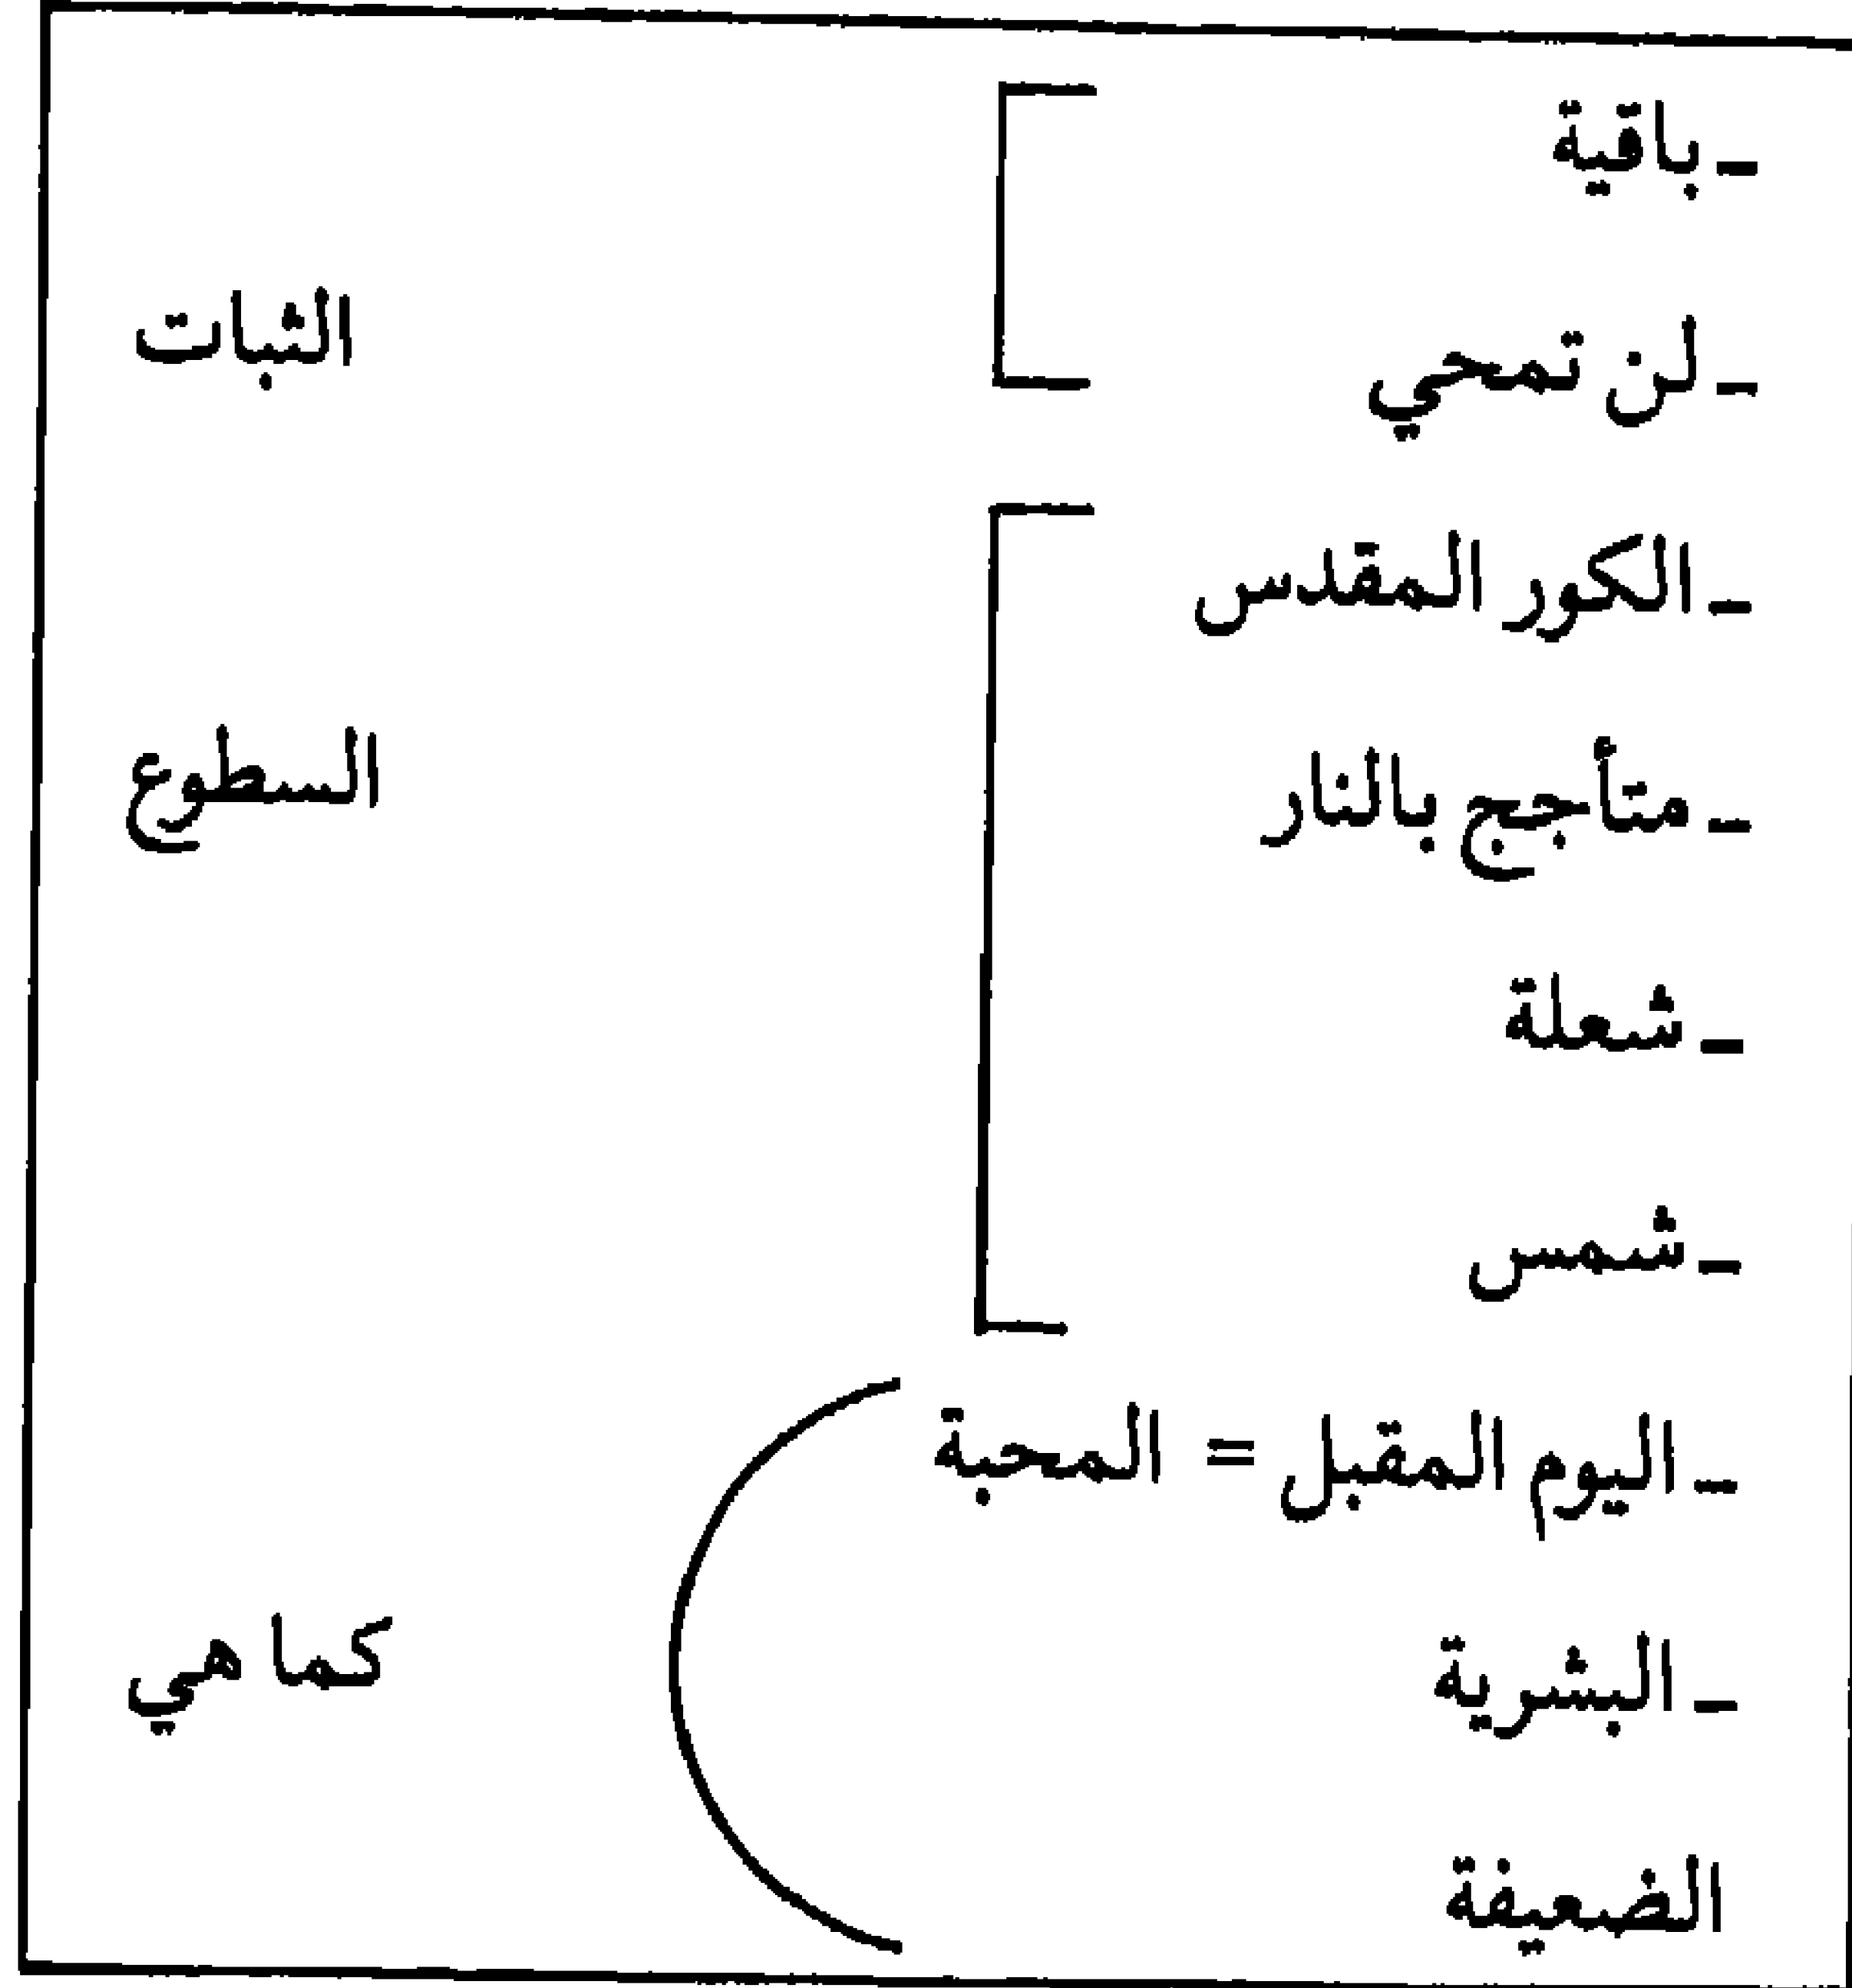 - باقية
الثبات
- لن تمحي
- الكور المقدس
السطوع
- متأجج بالنار
- شعلة
- شمس
- اليوم المقبل = المحبة
كما هي
- البشرية
الضعيفة